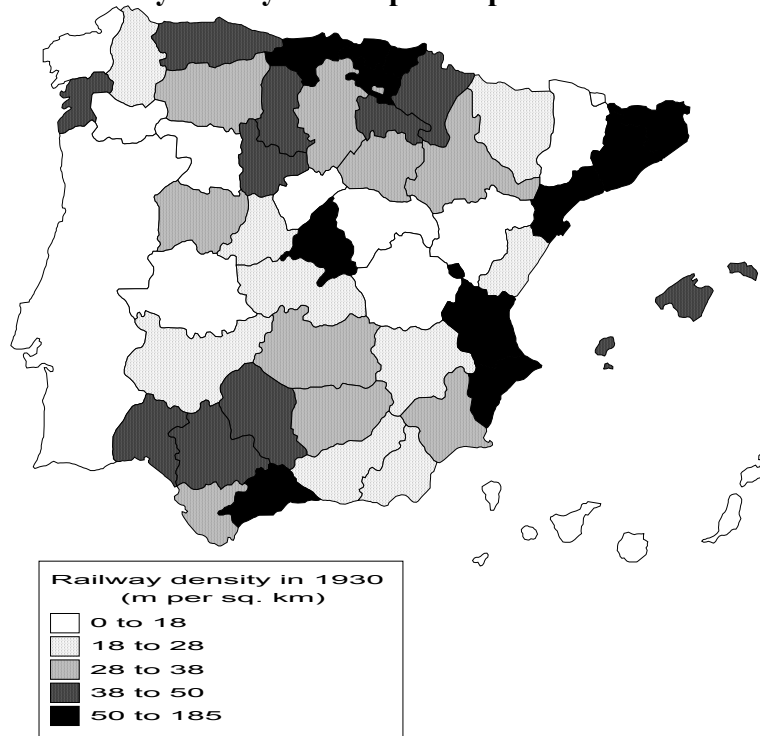 Railway density in 1930
(m per sq. km)
0 to 18
18 to 28
28 to 38
38 to 50
50 to 185